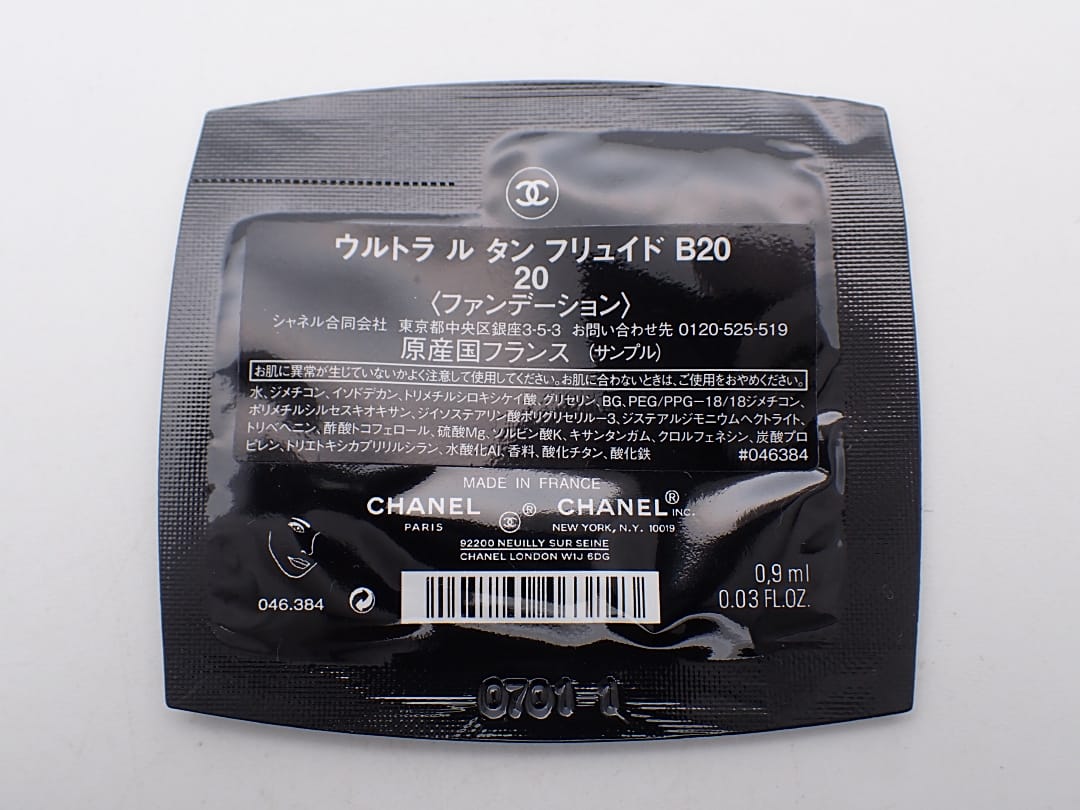 ウルトラ ル タン フリュイド B20
20
〈ファンデーション〉
シャネル合同会社 東京都中央区銀座3-5-3 お問い合わせ先 0120-525-519
原産国フランス (サンプル)
お肌に異常が生じていないかよく注意して使用してください。お肌に合わないときは、ご使用をおやめください。
水、ジメチコン、イソドデカン、トリメチルシロキシケイ酸、グリセリン、BG、PEG/PPG-18/18ジメチコン、
ポリメチルシルセスキオキサン、ジイソステアリン酸ポリグリセリル-3、ジステアルジモニウムヘクトライト、
トリベヘニン、酢酸トコフェロール、硫酸Mg、ソルビン酸K、キサンタンガム、クロルフェネシン、炭酸プロ
ピレン、トリエトキシカプリリルシラン、水酸化Al、香料、酸化チタン、酸化鉄
#046384
MADE IN FRANCE
CHANEL ® CHANEL® INC.
PARIS NEW YORK, N.Y. 10019
92200 NEUILLY SUR SEINE
CHANEL LONDON W1J 6DG
046.384
0,9 ml
0.03 FL.OZ.
0701 1